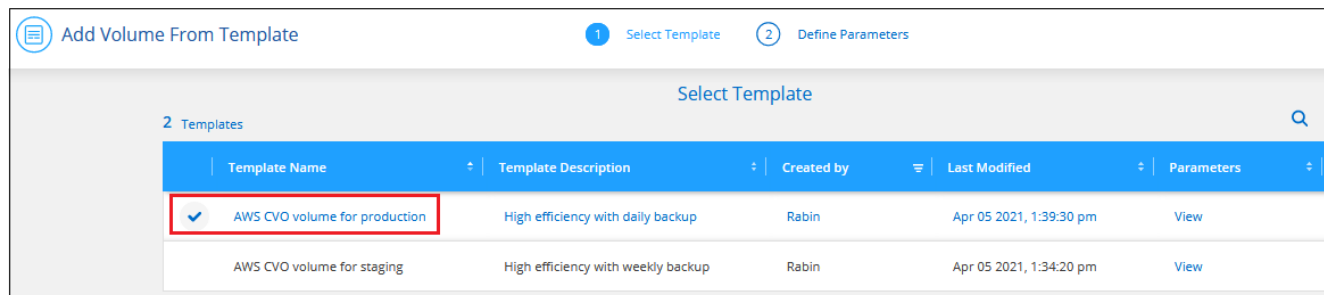 Add Volume From Template 1 Select Template 2 Define Parameters
Select Template
2 Templates
Template Name Template Description Created by Last Modified Parameters
AWS CVO volume for production High efficiency with daily backup Rabin Apr 05 2021, 1:39:30 pm View
AWS CVO volume for staging High efficiency with weekly backup Rabin Apr 05 2021, 1:34:20 pm View